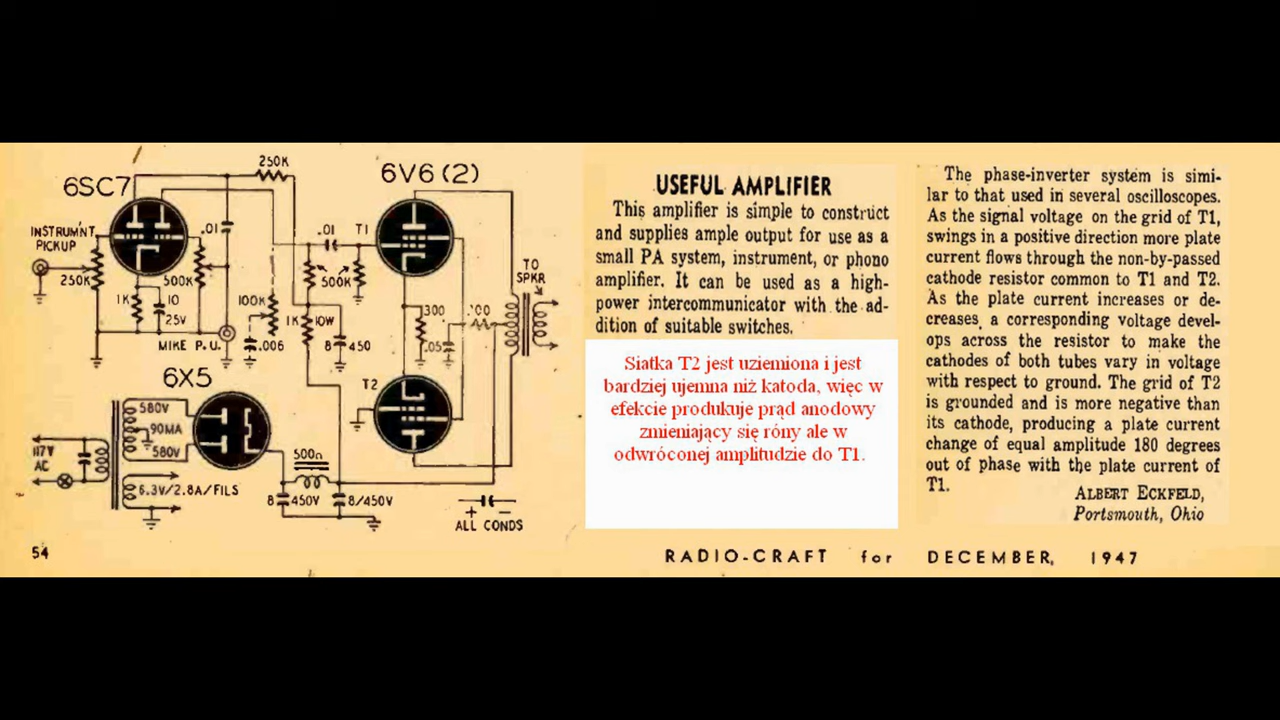 250K
6SC7
6V6 (2)
INSTRUM'NT
PICKUP
.01
.01
T1
250K
500K
500K
TO
SPKR
1K
10
25V
100K
1K
10W
300
.05
100
MIKE P.U.
.006
8
450
6X5
T2
580V
90MA
580V
117V
AC
500Ω
6.3V/2.8A/FILS
8
450V
8/450V
+ −
ALL CONDS
54
USEFUL AMPLIFIER
This amplifier is simple to construct
and supplies ample output for use as a
small PA system, instrument, or phono
amplifier. It can be used as a high-
power intercommunicator with the ad-
dition of suitable switches.
Siatka T2 jest uziemiona i jest
bardziej ujemna niż katoda, więc w
efekcie produkuje prąd anodowy
zmieniający się róny ale w
odwróconej amplitudzie do T1.
The phase-inverter system is simi-
lar to that used in several oscilloscopes.
As the signal voltage on the grid of T1,
swings in a positive direction more plate
current flows through the non-by-passed
cathode resistor common to T1 and T2.
As the plate current increases or de-
creases, a corresponding voltage devel-
ops across the resistor to make the
cathodes of both tubes vary in voltage
with respect to ground. The grid of T2
is grounded and is more negative than
its cathode, producing a plate current
change of equal amplitude 180 degrees
out of phase with the plate current of
T1.
ALBERT ECKFELD,
Portsmouth, Ohio
RADIO-CRAFT for DECEMBER, 1947